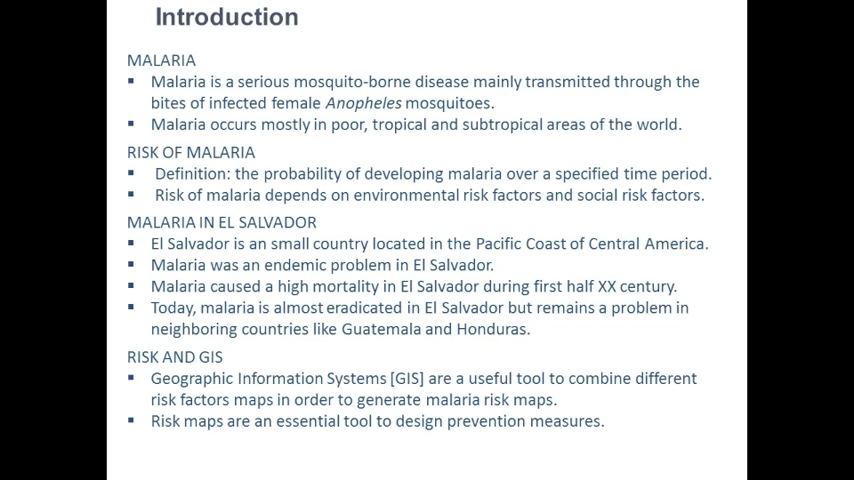 Introduction
MALARIA
▪ Malaria is a serious mosquito-borne disease mainly transmitted through the
bites of infected female Anopheles mosquitoes.
▪ Malaria occurs mostly in poor, tropical and subtropical areas of the world.
RISK OF MALARIA
▪ Definition: the probability of developing malaria over a specified time period.
▪ Risk of malaria depends on environmental risk factors and social risk factors.
MALARIA IN EL SALVADOR
▪ El Salvador is an small country located in the Pacific Coast of Central America.
▪ Malaria was an endemic problem in El Salvador.
▪ Malaria caused a high mortality in El Salvador during first half XX century.
▪ Today, malaria is almost eradicated in El Salvador but remains a problem in
neighboring countries like Guatemala and Honduras.
RISK AND GIS
▪ Geographic Information Systems [GIS] are a useful tool to combine different
risk factors maps in order to generate malaria risk maps.
▪ Risk maps are an essential tool to design prevention measures.